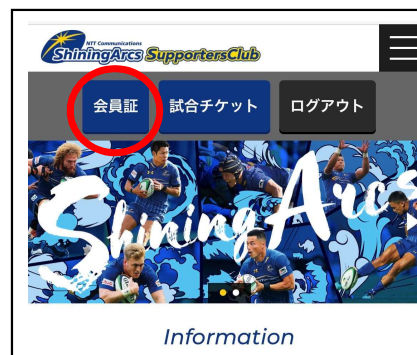 NTT Communications
ShiningArcs SupportersClub
会員証 試合チケット ログアウト
ShiningArcs
Information